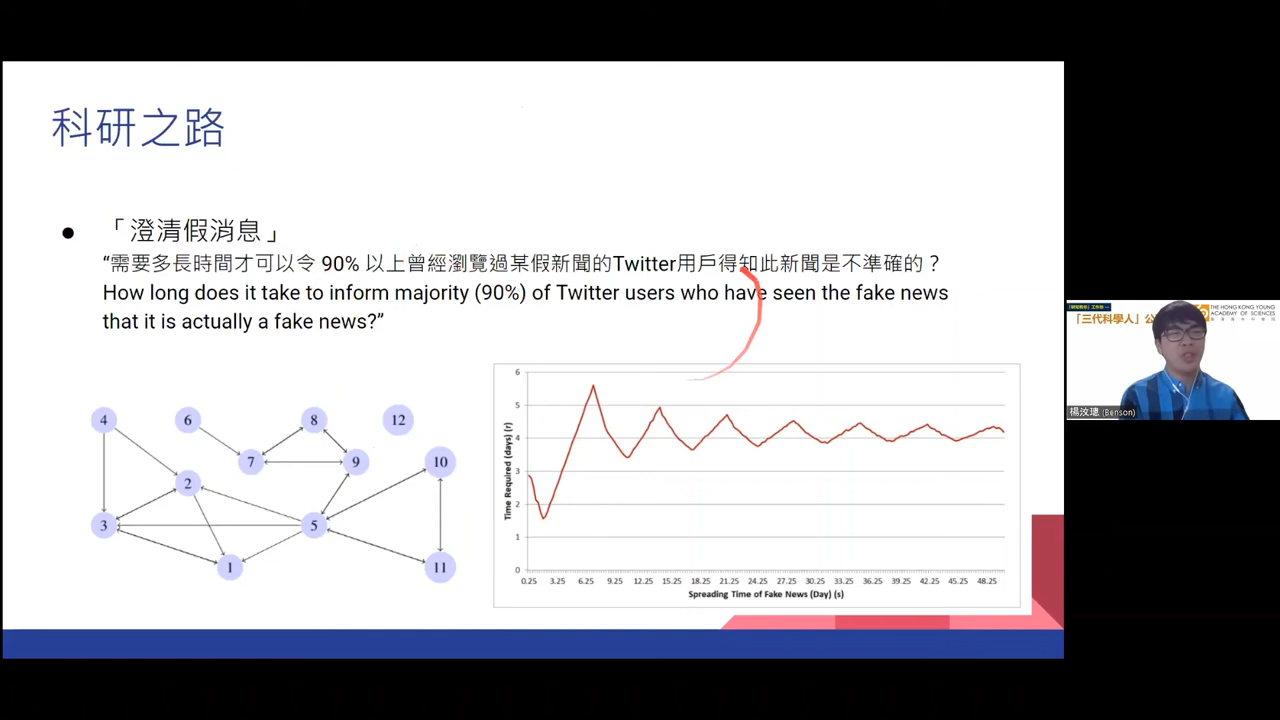 科研之路
● 「澄清假消息」
“需要多長時間才可以令 90% 以上曾經瀏覽過某假新聞的Twitter用戶得知此新聞是不準確的？
How long does it take to inform majority (90%) of Twitter users who have seen the fake news
that it is actually a fake news?”
4
6
8
12
7
9
10
2
3
5
1
11
6
5
4
3
2
1
0
Time Required (days) (r)
0.25 3.25 6.25 9.25 12.25 15.25 18.25 21.25 24.25 27.25 30.25 33.25 36.25 39.25 42.25 45.25 48.25
Spreading Time of Fake News (Day) (s)
「三代科學人」公
THE HONG KONG YOUNG
ACADEMY OF SCIENCES
楊汶璁 (Benson)